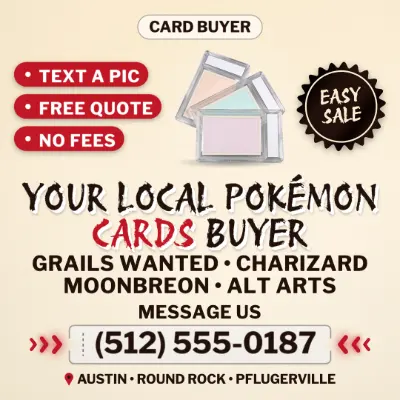 CARD BUYER
• TEXT A PIC
• FREE QUOTE
• NO FEES
EASY
SALE
YOUR LOCAL POKÉMON
CARDS BUYER
GRAILS WANTED • CHARIZARD
MOONBREON • ALT ARTS
MESSAGE US
(512) 555-0187
AUSTIN • ROUND ROCK • PFLUGERVILLE